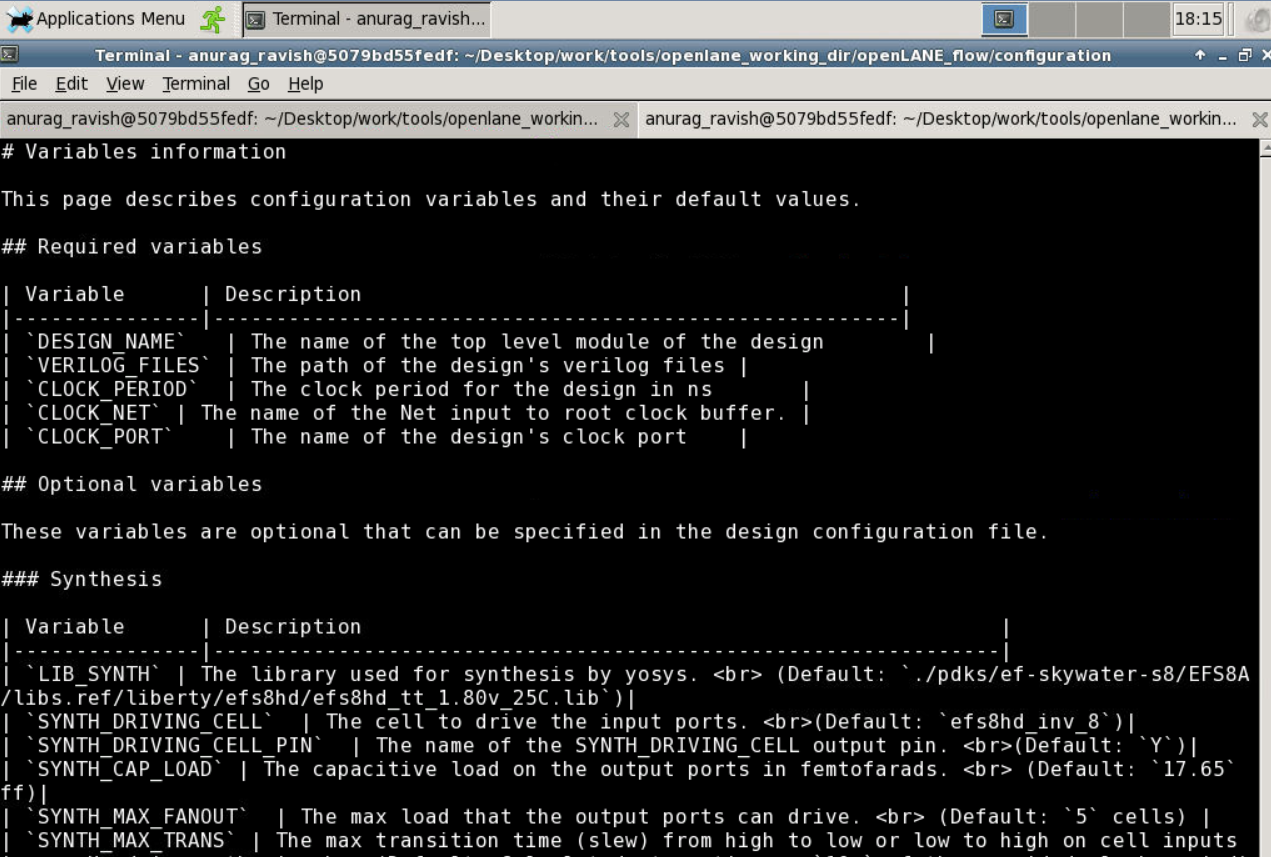 Applications Menu Terminal - anurag_ravish... 18:15
Terminal - anurag_ravish@5079bd55fedf: ~/Desktop/work/tools/openlane_working_dir/openLANE_flow/configuration
File Edit View Terminal Go Help
anurag_ravish@5079bd55fedf: ~/Desktop/work/tools/openlane_workin... anurag_ravish@5079bd55fedf: ~/Desktop/work/tools/openlane_workin...
# Variables information
This page describes configuration variables and their default values.
## Required variables
| Variable      | Description                                            |
|---------------|-------------------------------------------------------|
| `DESIGN_NAME`   | The name of the top level module of the design        |
| `VERILOG_FILES` | The path of the design's verilog files |
| `CLOCK_PERIOD`  | The clock period for the design in ns       |
| `CLOCK_NET` | The name of the Net input to root clock buffer. |
| `CLOCK_PORT`    | The name of the design's clock port    |
## Optional variables
These variables are optional that can be specified in the design configuration file.
### Synthesis
| Variable      | Description                                                    |
|---------------|---------------------------------------------------------------|
| `LIB_SYNTH` | The library used for synthesis by yosys. <br> (Default: `./pdks/ef-skywater-s8/EFS8A
/libs.ref/liberty/efs8hd/efs8hd_tt_1.80v_25C.lib`)|
| `SYNTH_DRIVING_CELL`  | The cell to drive the input ports. <br>(Default: `efs8hd_inv_8`)|
| `SYNTH_DRIVING_CELL_PIN`  | The name of the SYNTH_DRIVING_CELL output pin. <br>(Default: `Y`)|
| `SYNTH_CAP_LOAD` | The capacitive load on the output ports in femtofarads. <br> (Default: `17.65`
ff)|
| `SYNTH_MAX_FANOUT`  | The max load that the output ports can drive. <br> (Default: `5` cells) |
| `SYNTH_MAX_TRANS` | The max transition time (slew) from high to low or low to high on cell inputs